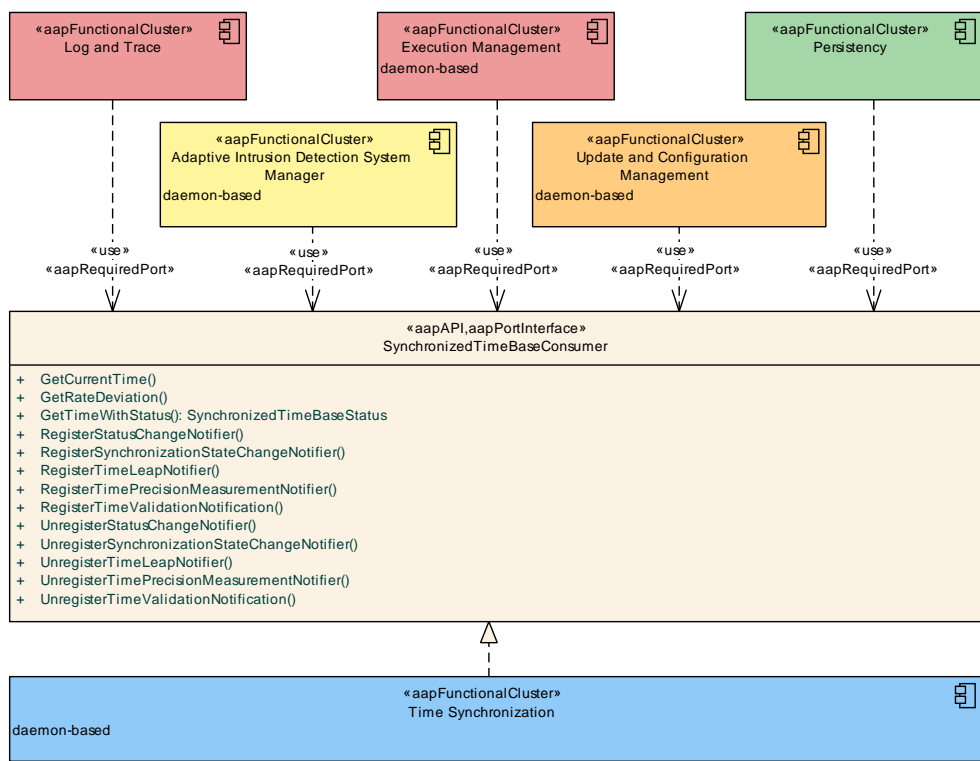 «aapFunctionalCluster»
Log and Trace
«aapFunctionalCluster»
Execution Management
daemon-based
«aapFunctionalCluster»
Persistency
«aapFunctionalCluster»
Adaptive Intrusion Detection System
Manager
daemon-based
«aapFunctionalCluster»
Update and Configuration
Management
daemon-based
«use»
«aapRequiredPort»
«use»
«aapRequiredPort»
«use»
«aapRequiredPort»
«use»
«aapRequiredPort»
«use»
«aapRequiredPort»
«aapAPI,aapPortInterface»
SynchronizedTimeBaseConsumer
+ GetCurrentTime()
+ GetRateDeviation()
+ GetTimeWithStatus(): SynchronizedTimeBaseStatus
+ RegisterStatusChangeNotifier()
+ RegisterSynchronizationStateChangeNotifier()
+ RegisterTimeLeapNotifier()
+ RegisterTimePrecisionMeasurementNotifier()
+ RegisterTimeValidationNotification()
+ UnregisterStatusChangeNotifier()
+ UnregisterSynchronizationStateChangeNotifier()
+ UnregisterTimeLeapNotifier()
+ UnregisterTimePrecisionMeasurementNotifier()
+ UnregisterTimeValidationNotification()
«aapFunctionalCluster»
Time Synchronization
daemon-based